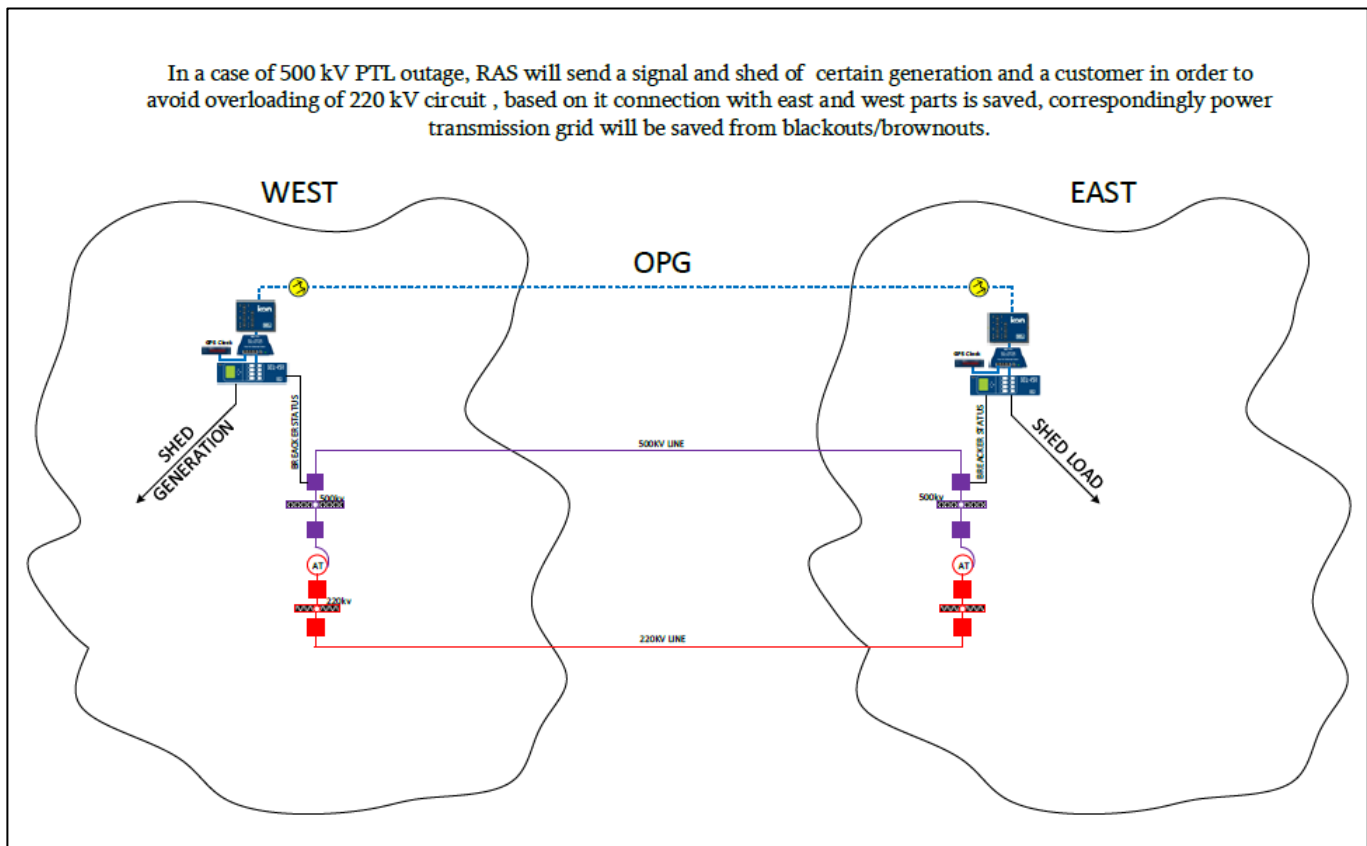 In a case of 500 kV PTL outage, RAS will send a signal and shed of certain generation and a customer in order to
avoid overloading of 220 kV circuit , based on it connection with east and west parts is saved, correspondingly power
transmission grid will be saved from blackouts/brownouts.
WEST
EAST
OPG
GPS Clock
GPS Clock
SHED
GENERATION
BREACKER STATUS
BREACKER STATUS
SHED LOAD
500KV LINE
500kv
500kv
AT
AT
220kv
220KV LINE